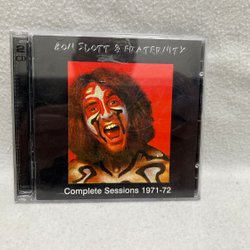 BON SCOTT & FRATERNITY
Complete Sessions 1971-72
2
CD